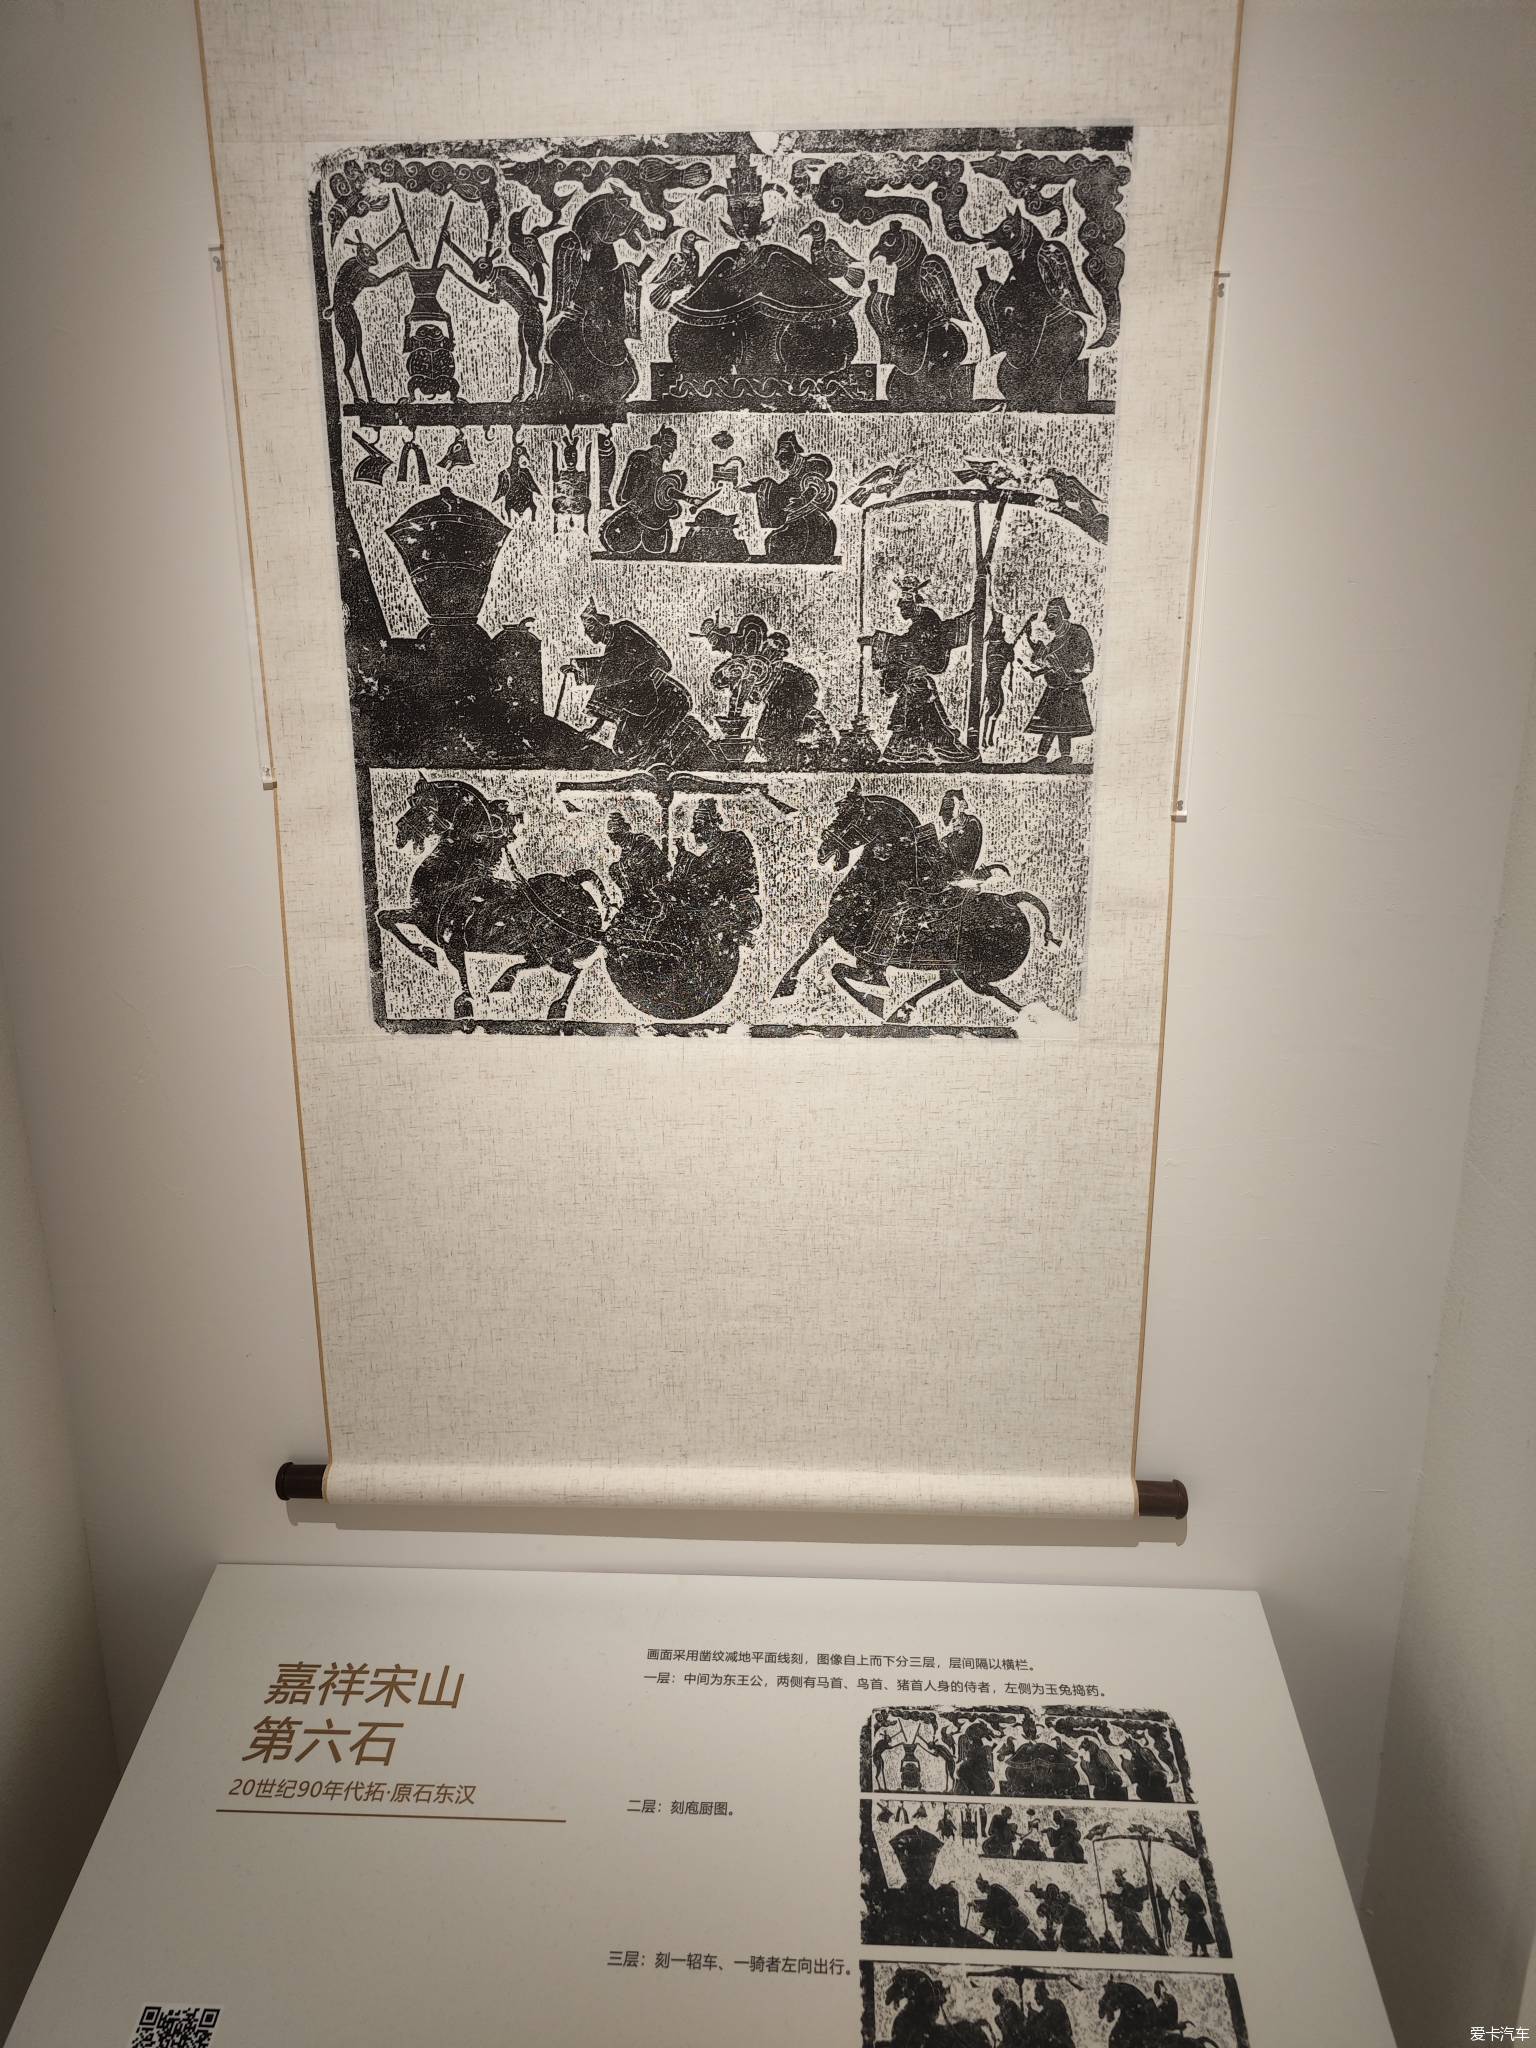 嘉祥宋山
第六石
20世纪90年代拓·原石东汉
画面采用凿纹减地平面线刻，图像自上而下分三层，层间隔以横栏。
一层：中间为东王公，两侧有马首、鸟首、猪首人身的侍者，左侧为玉兔捣药。
二层：刻庖厨图。
三层：刻一轺车、一骑者左向出行。
爱卡汽车